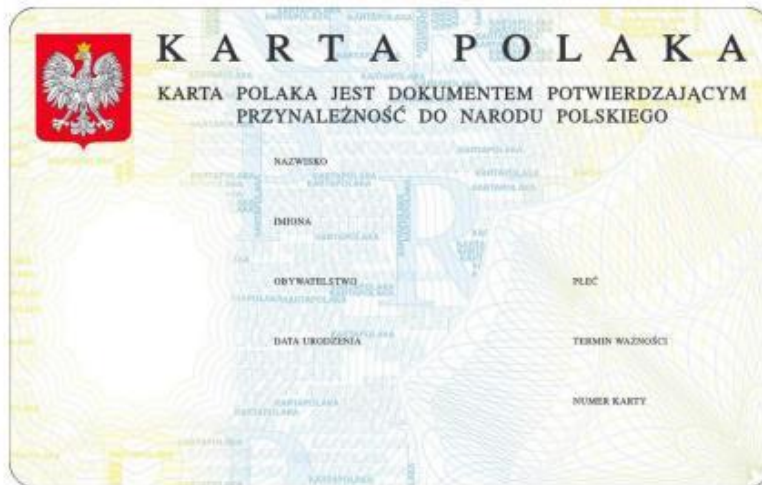 KARTA POLAKA
KARTA POLAKA JEST DOKUMENTEM POTWIERDZAJĄCYM
PRZYNALEŻNOŚĆ DO NARODU POLSKIEGO
NAZWISKO
IMIONA
OBYWATELSTWO
PŁEĆ
DATA URODZENIA
TERMIN WAŻNOŚCI
NUMER KARTY